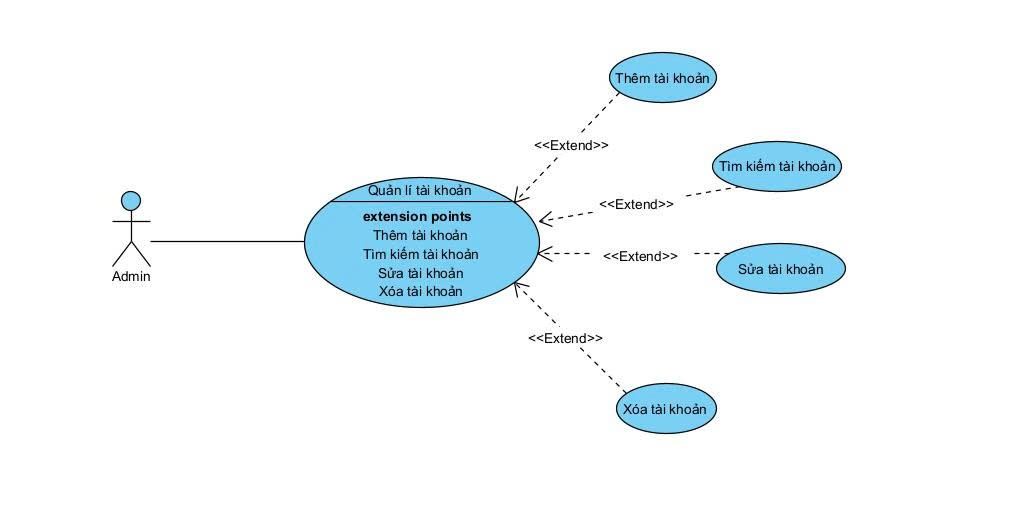 Thêm tài khoản
<<Extend>>
Tìm kiếm tài khoản
<<Extend>>
Quản lí tài khoản
extension points
Thêm tài khoản
Tìm kiếm tài khoản
Sửa tài khoản
Xóa tài khoản
<<Extend>>
Sửa tài khoản
Admin
<<Extend>>
Xóa tài khoản